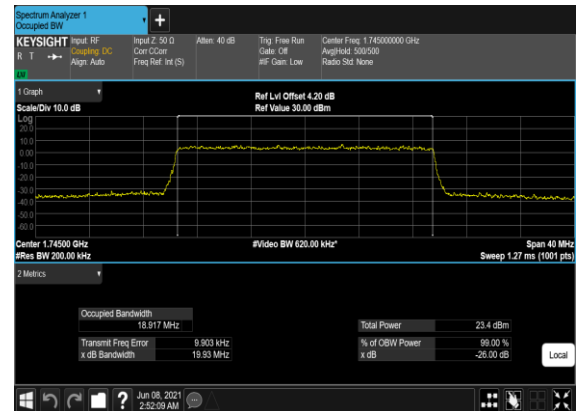 Spectrum Analyzer 1
Occupied BW
+
KEYSIGHT Input: RF Input Z: 50 Ω Atten: 40 dB Trig: Free Run Center Freq: 1.745000000 GHz
R T Coupling: DC Corr CCorr Gate: Off Avg|Hold: 500/500
Align: Auto Freq Ref: Int (S) #IF Gain: Low Radio Std: None
1 Graph Ref Lvl Offset 4.20 dB
Scale/Div 10.0 dB Ref Value 30.00 dBm
Log
20.0
10.0
0.00
-10.0
-20.0
-30.0
-40.0
-50.0
-60.0
Center 1.74500 GHz #Video BW 620.00 kHz* Span 40 MHz
#Res BW 200.00 kHz Sweep 1.27 ms (1001 pts)
2 Metrics
Occupied Bandwidth
18.917 MHz Total Power 23.4 dBm
Transmit Freq Error 9.903 kHz % of OBW Power 99.00 %
x dB Bandwidth 19.93 MHz x dB -26.00 dB
Local
? Jun 08, 2021
2:52:09 AM